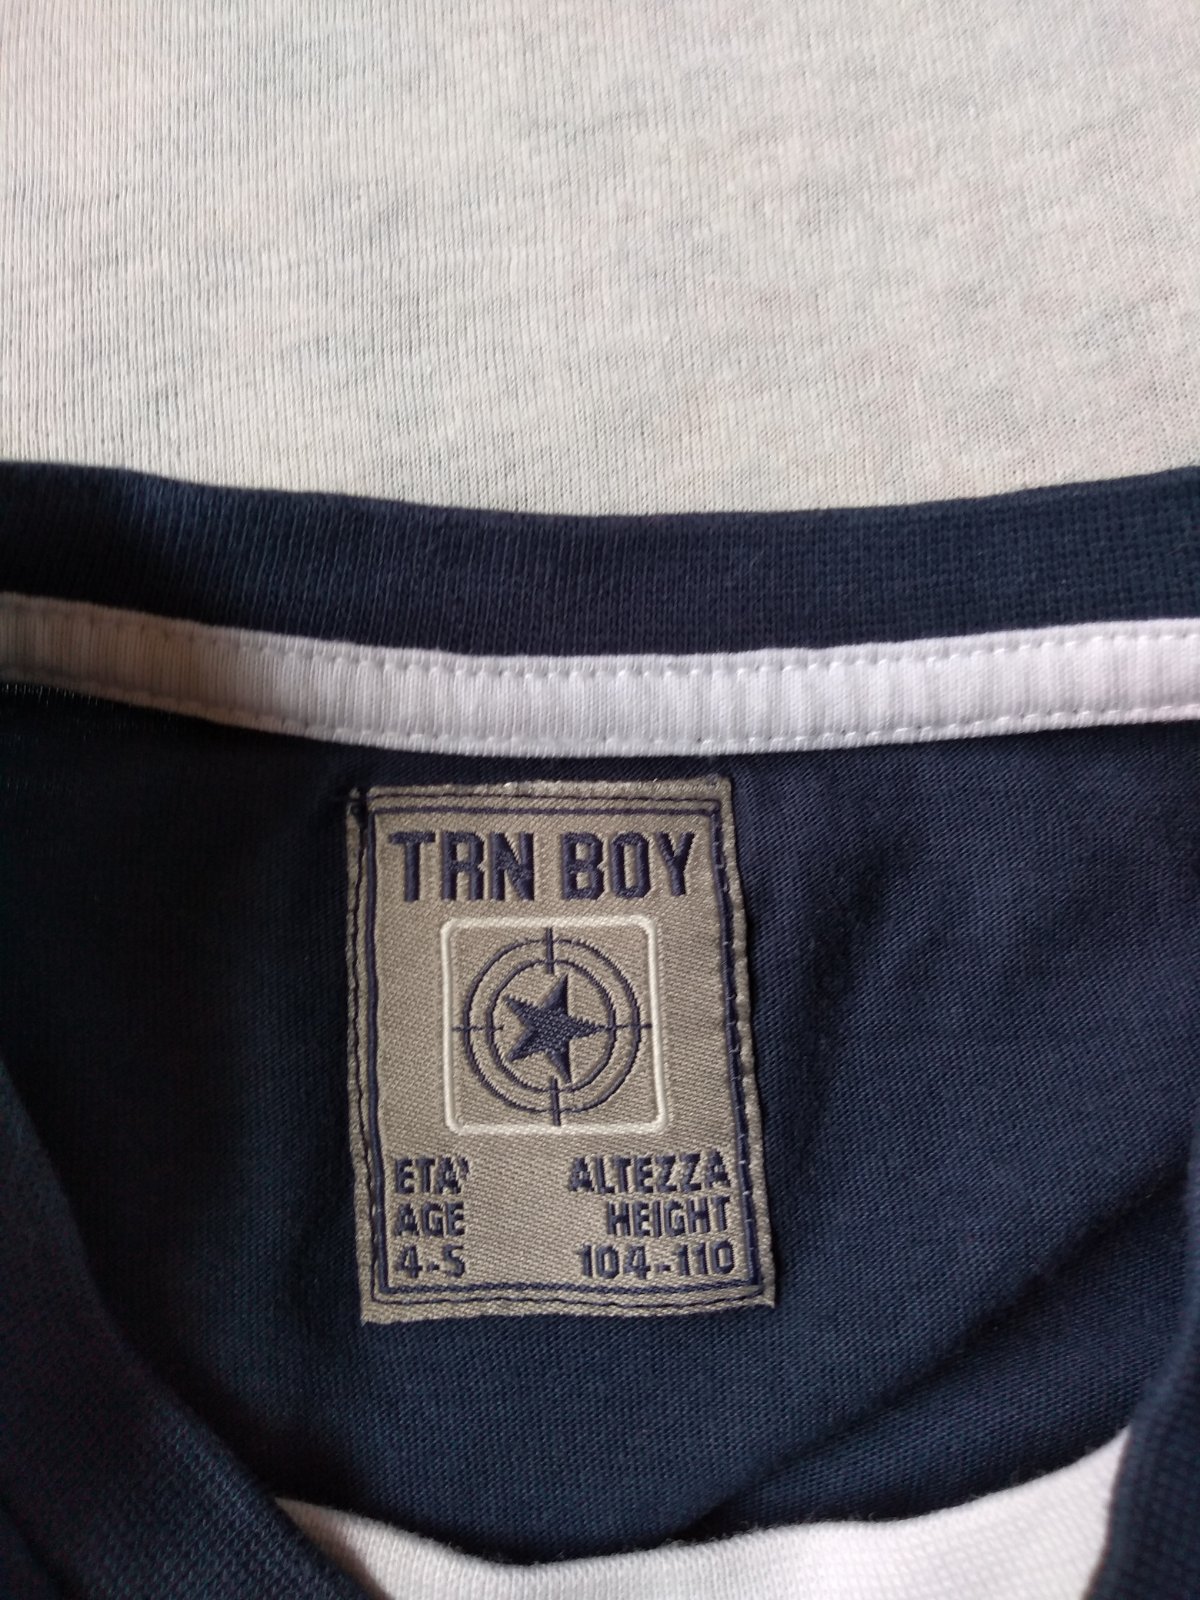 TRN BOY
ETA' ALTEZZA
AGE HEIGHT
4-5 104-110